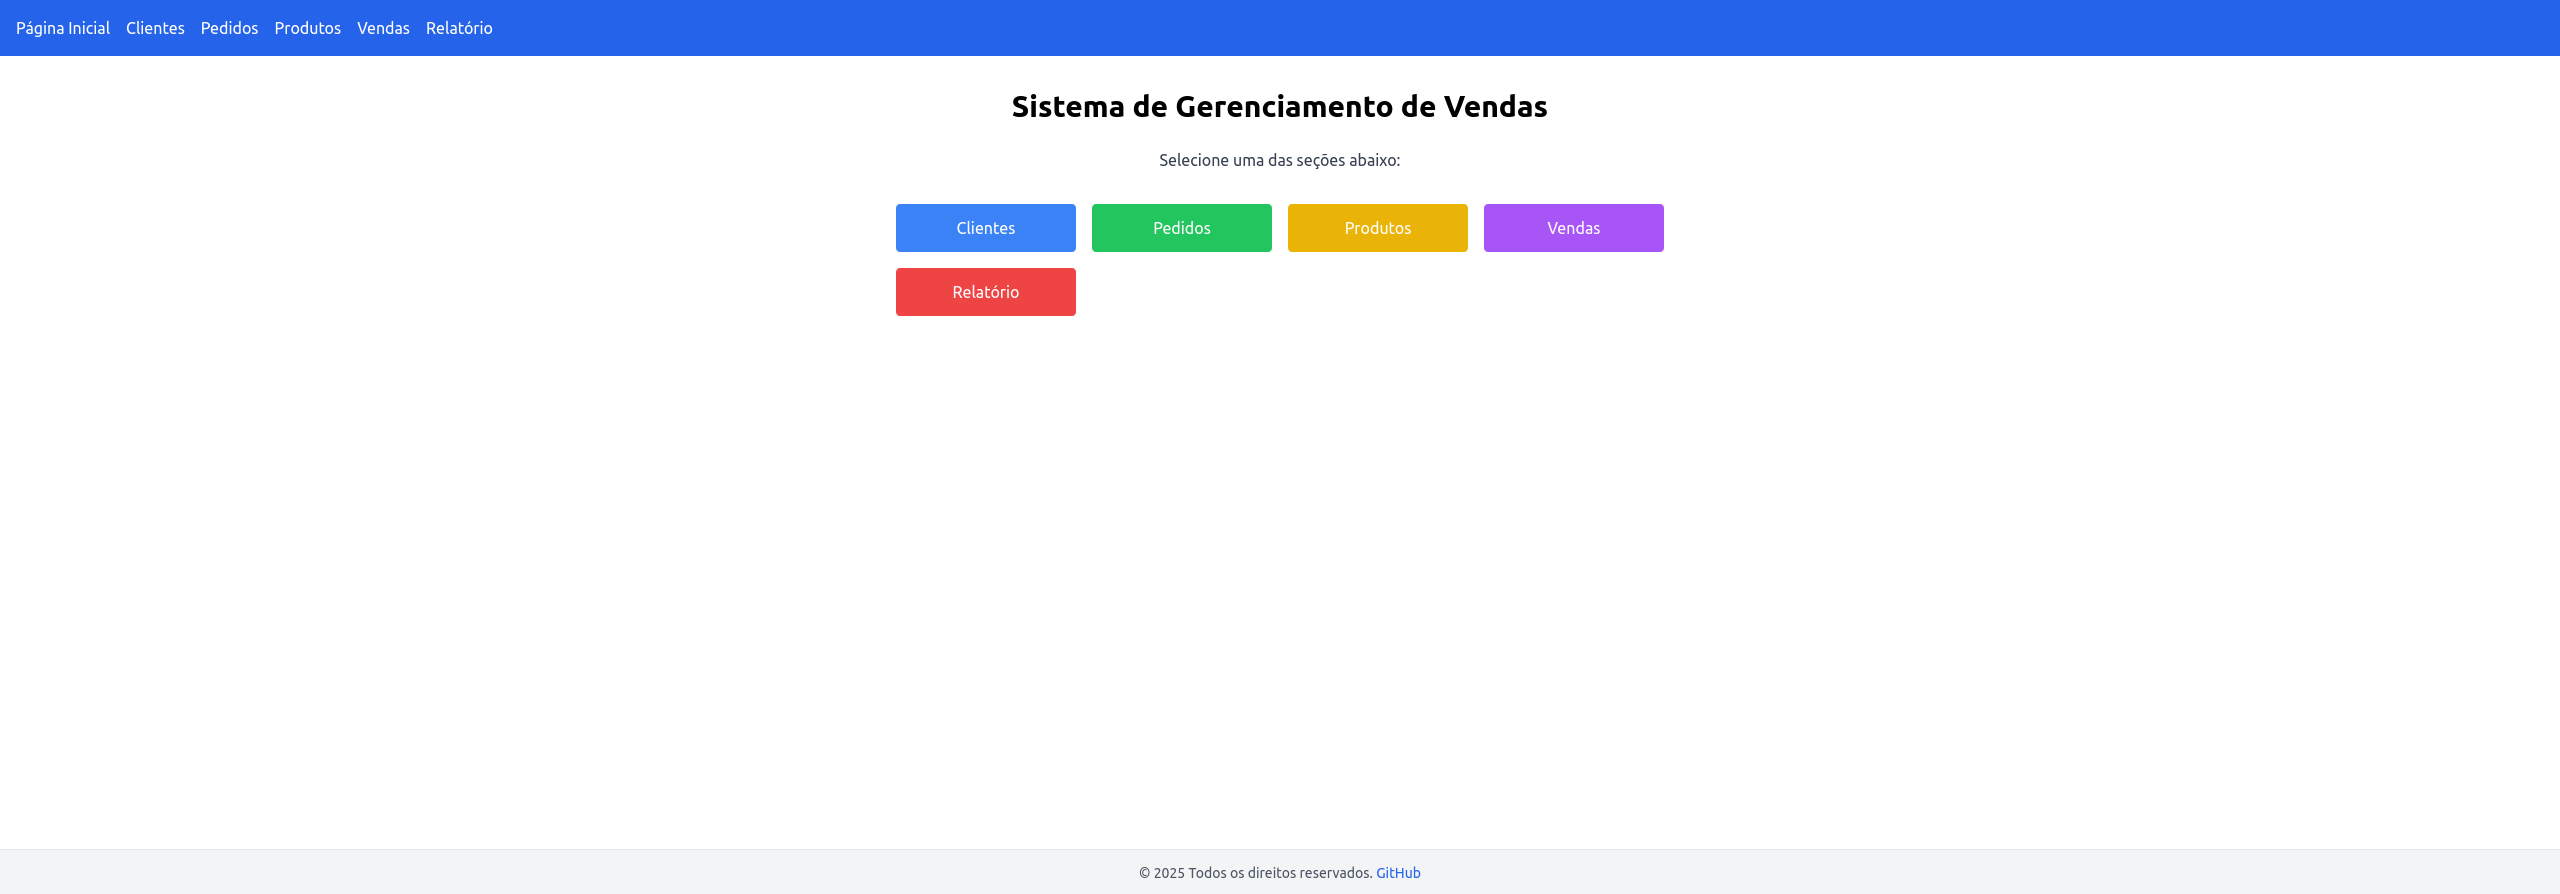 Página Inicial Clientes Pedidos Produtos Vendas Relatório
Sistema de Gerenciamento de Vendas
Selecione uma das seções abaixo:
Clientes Pedidos Produtos Vendas
Relatório
© 2025 Todos os direitos reservados. GitHub